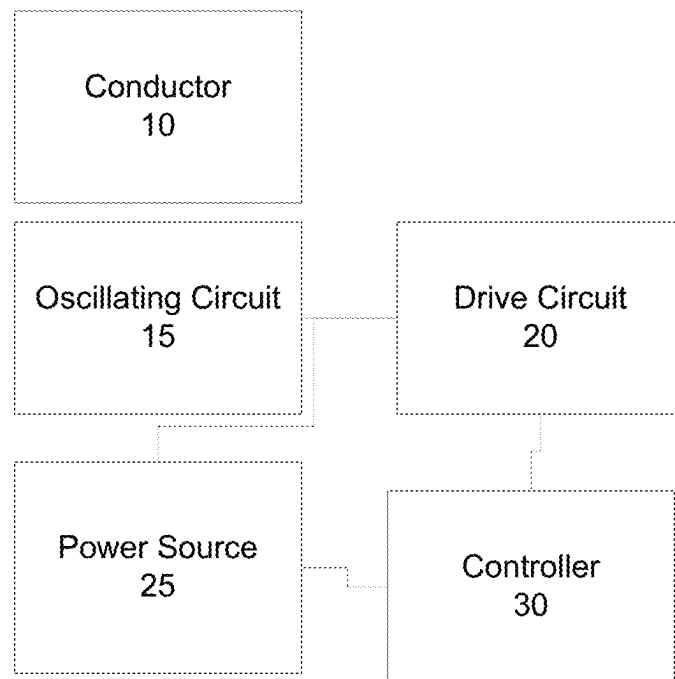 Conductor
10
Oscillating Circuit
15
Drive Circuit
20
Power Source
25
Controller
30